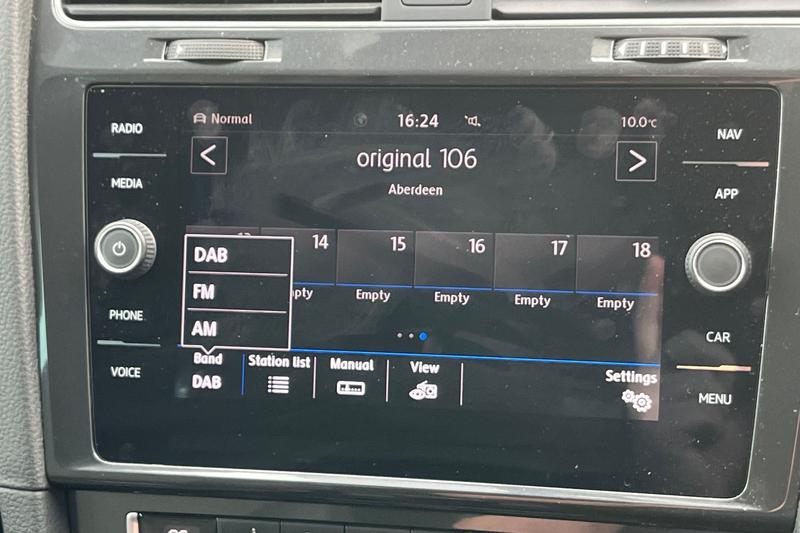 RADIO
MEDIA
PHONE
VOICE
Normal
16:24
10.0°C
original 106
Aberdeen
14 15 16 17 18
Empty Empty Empty Empty
DAB
FM
AM
Band
DAB
Station list
Manual
View
Settings
NAV
APP
CAR
MENU